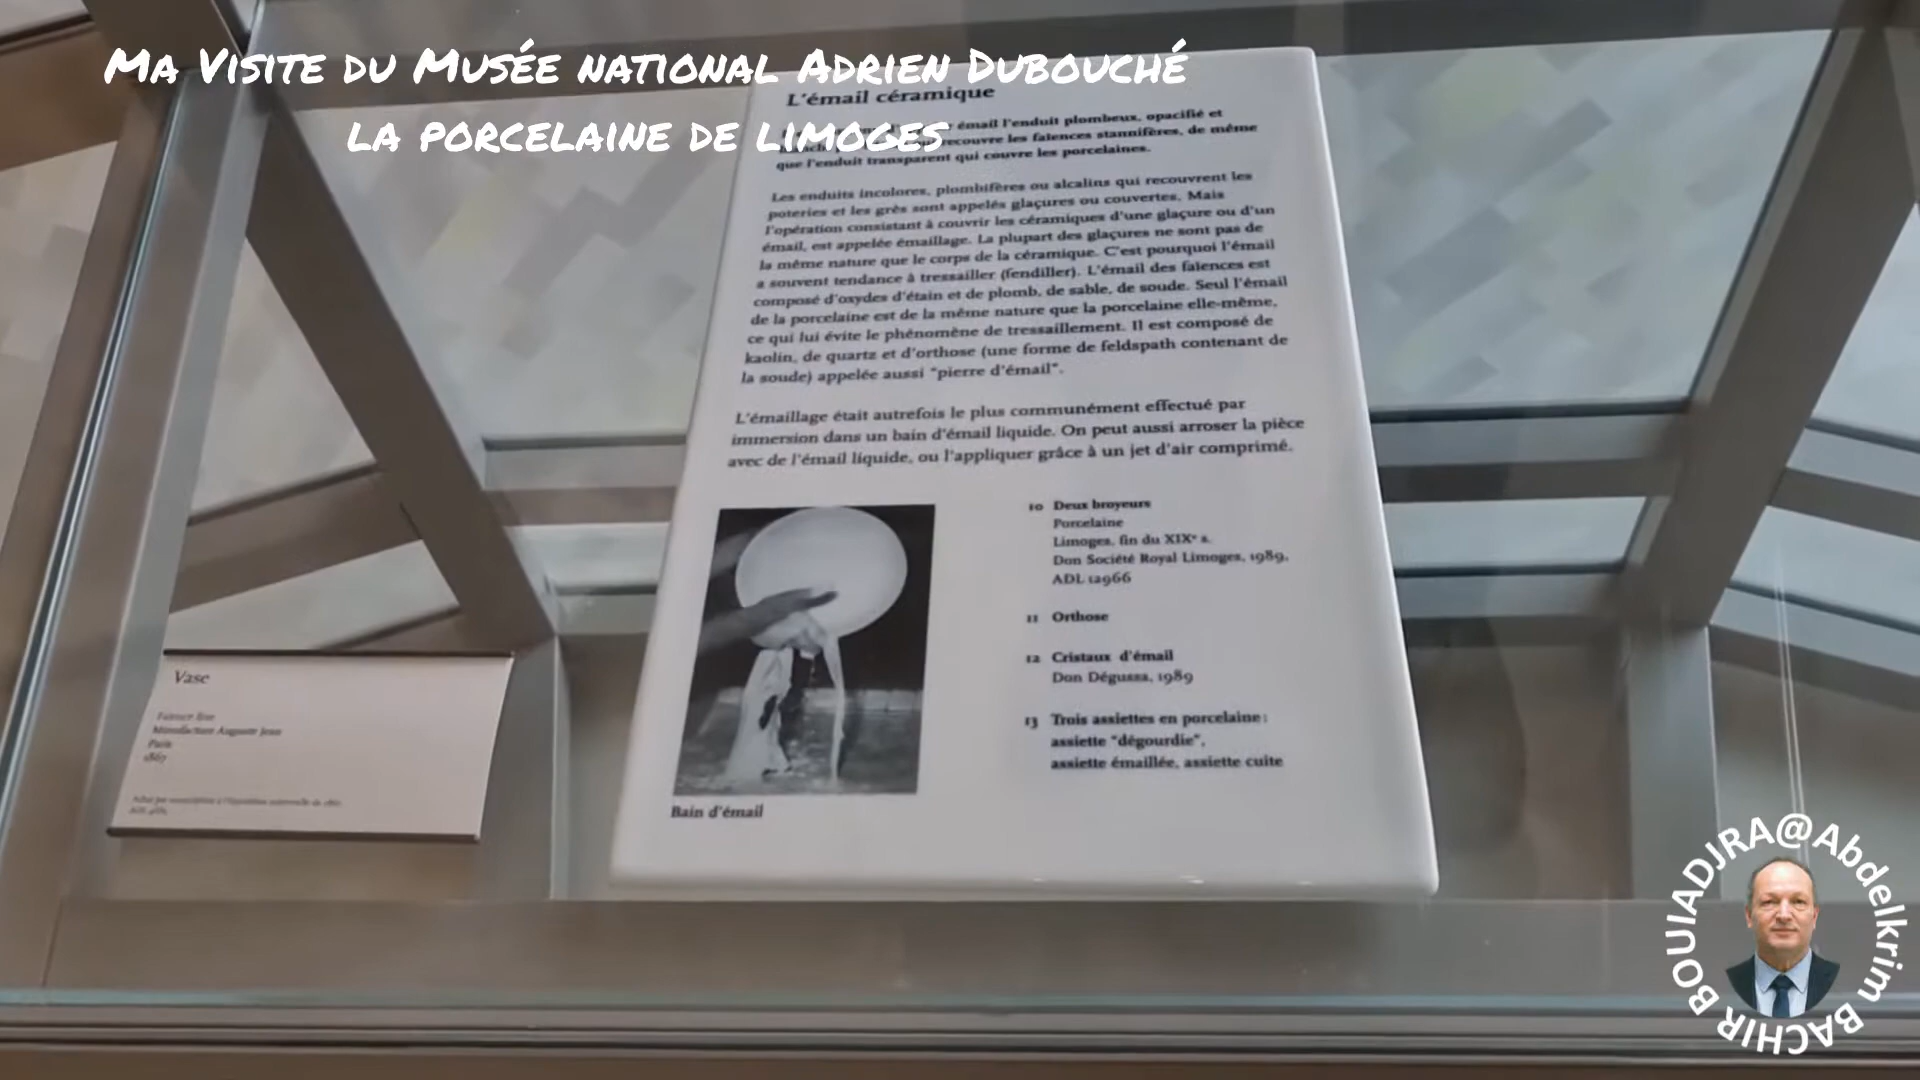 Ma Visite du Musée national Adrien Dubouché
la porcelaine de limoges
L'émail céramique
émail l'enduit plombeux, opacifié et
recouvre les faïences stannifères, de même
que l'enduit transparent qui couvre les porcelaines.
Les enduits incolores, plombifères ou alcalins qui recouvrent les
poteries et les grès sont appelés glaçures ou couvertes. Mais
l'opération consistant à couvrir les céramiques d'une glaçure ou d'un
émail, est appelée émaillage. La plupart des glaçures ne sont pas de
la même nature que le corps de la céramique. C'est pourquoi l'émail
a souvent tendance à tressailler (fendiller). L'émail des faïences est
composé d'oxydes d'étain et de plomb, de sable, de soude. Seul l'émail
de la porcelaine est de la même nature que la porcelaine elle-même,
ce qui lui évite le phénomène de tressaillement. Il est composé de
kaolin, de quartz et d'orthose (une forme de feldspath contenant de
la soude) appelée aussi "pierre d'émail".
L'émaillage était autrefois le plus communément effectué par
immersion dans un bain d'émail liquide. On peut aussi arroser la pièce
avec de l'émail liquide, ou l'appliquer grâce à un jet d'air comprimé.
Bain d'émail
10 Deux broyeurs
Porcelaine
Limoges, fin du XIXe s.
Don Société Royal Limoges, 1989.
ADL 12966
11 Orthose
12 Cristaux d'émail
Don Dégussa, 1989
13 Trois assiettes en porcelaine:
assiette "dégourdie",
assiette émaillée, assiette cuite
Vase
Faïence fine
Manufacture Auguste Jean
Paris
1867
@Abdelkrim BACHIR BOUIADJRA